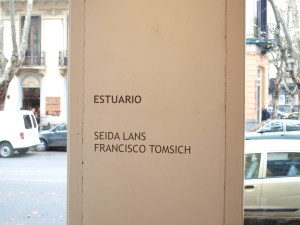 ESTUARIO
SEIDA LANS
FRANCISCO TOMSICH